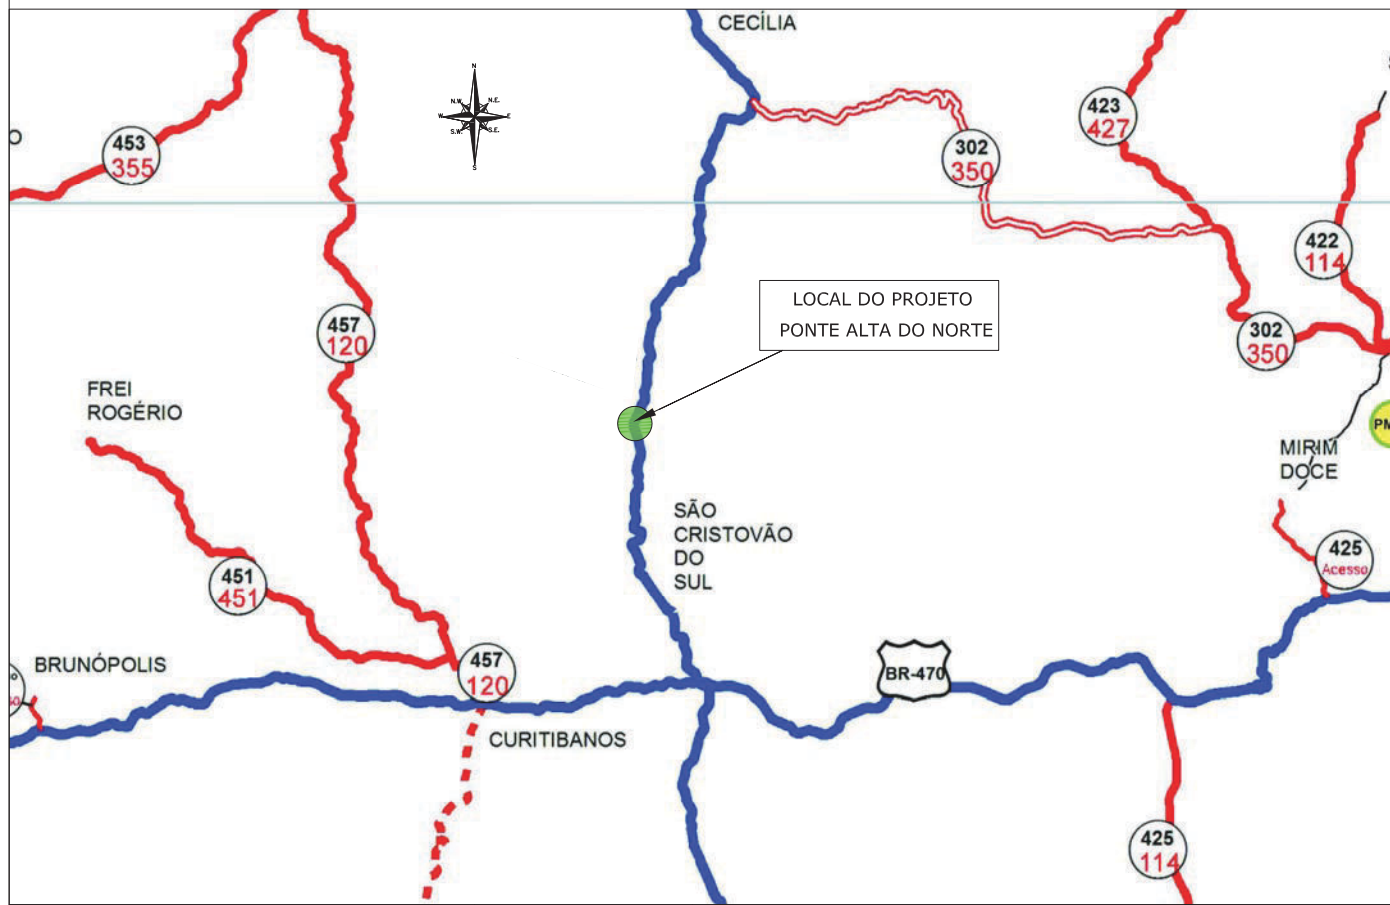 CECÍLIA
N
N.W.
N.E.
W
E
S.W.
S.E.
S
423
427
453
355
302
350
422
114
LOCAL DO PROJETO
PONTE ALTA DO NORTE
457
120
302
350
FREI
ROGÉRIO
PM
MIRIM
DOCE
SÃO
CRISTOVÃO
DO
SUL
425
Acesso
451
451
BRUNÓPOLIS
457
120
BR-470
CURITIBANOS
425
114